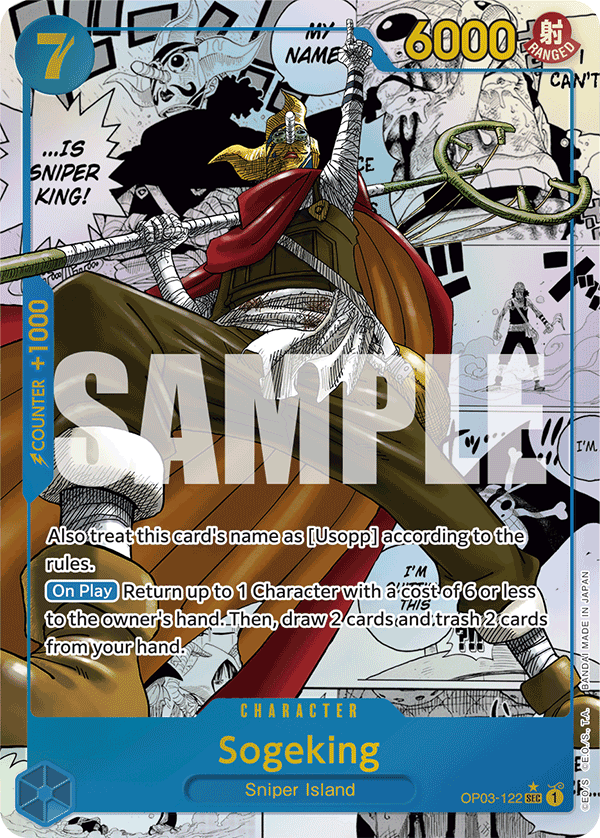 7
6000
射
RANGED
MY
NAME
I
CAN'T
...IS
SNIPER
KING!
COUNTER +1000
SAMPLE
I'M
Also treat this card's name as [Usopp] according to the
rules.
On Play Return up to 1 Character with a cost of 6 or less
to the owner's hand. Then, draw 2 cards and trash 2 cards
from your hand.
I'M
THIS
CHARACTER
Sogeking
Sniper Island
OP03-122 SEC 1
©E.O./S. ©E.O./S., T.A. BANDAI MADE IN JAPAN